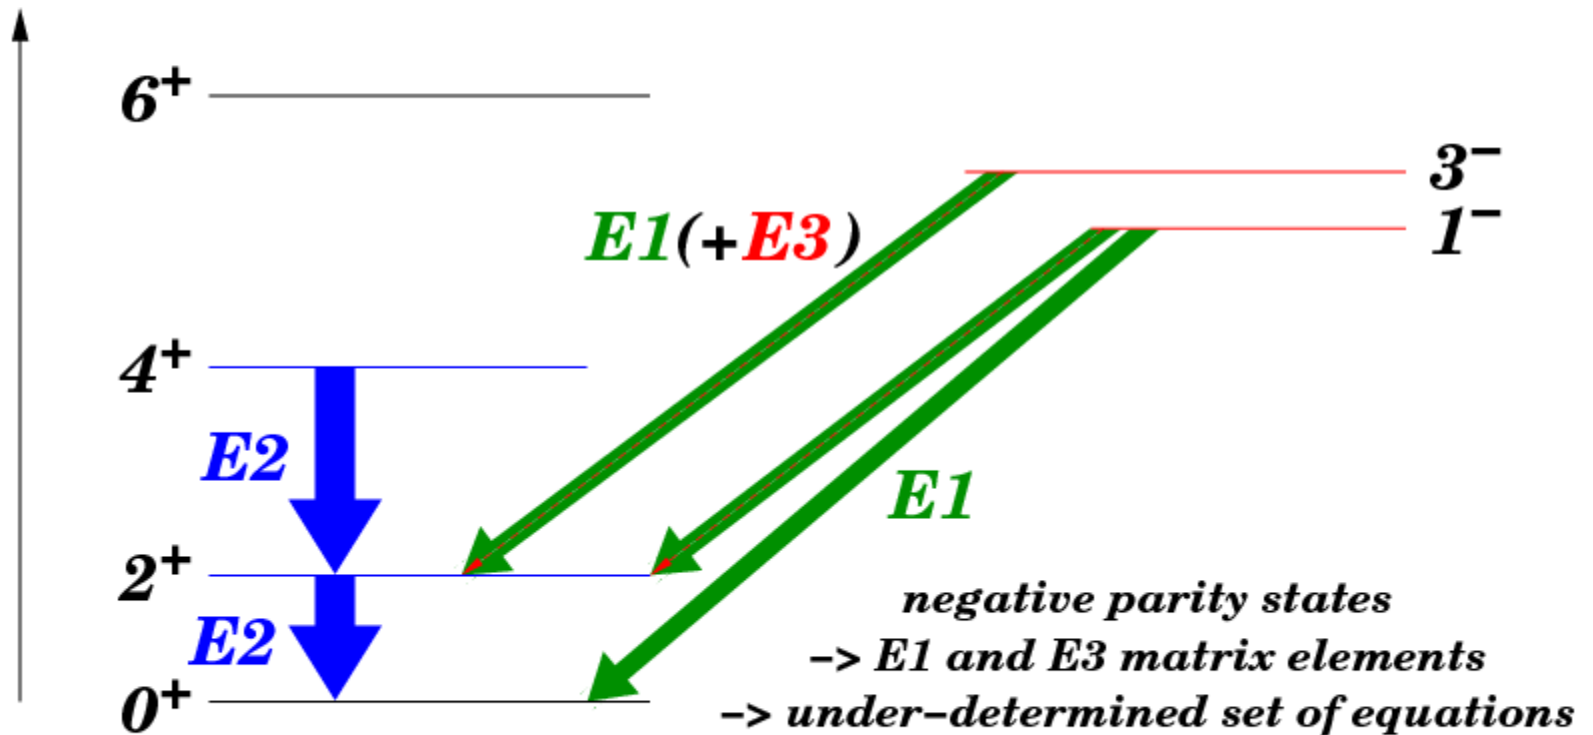 6⁺
3⁻
1⁻
E1(+E3)
4⁺
E2
E1
2⁺
negative parity states
E2
–> E1 and E3 matrix elements
0⁺
–> under–determined set of equations